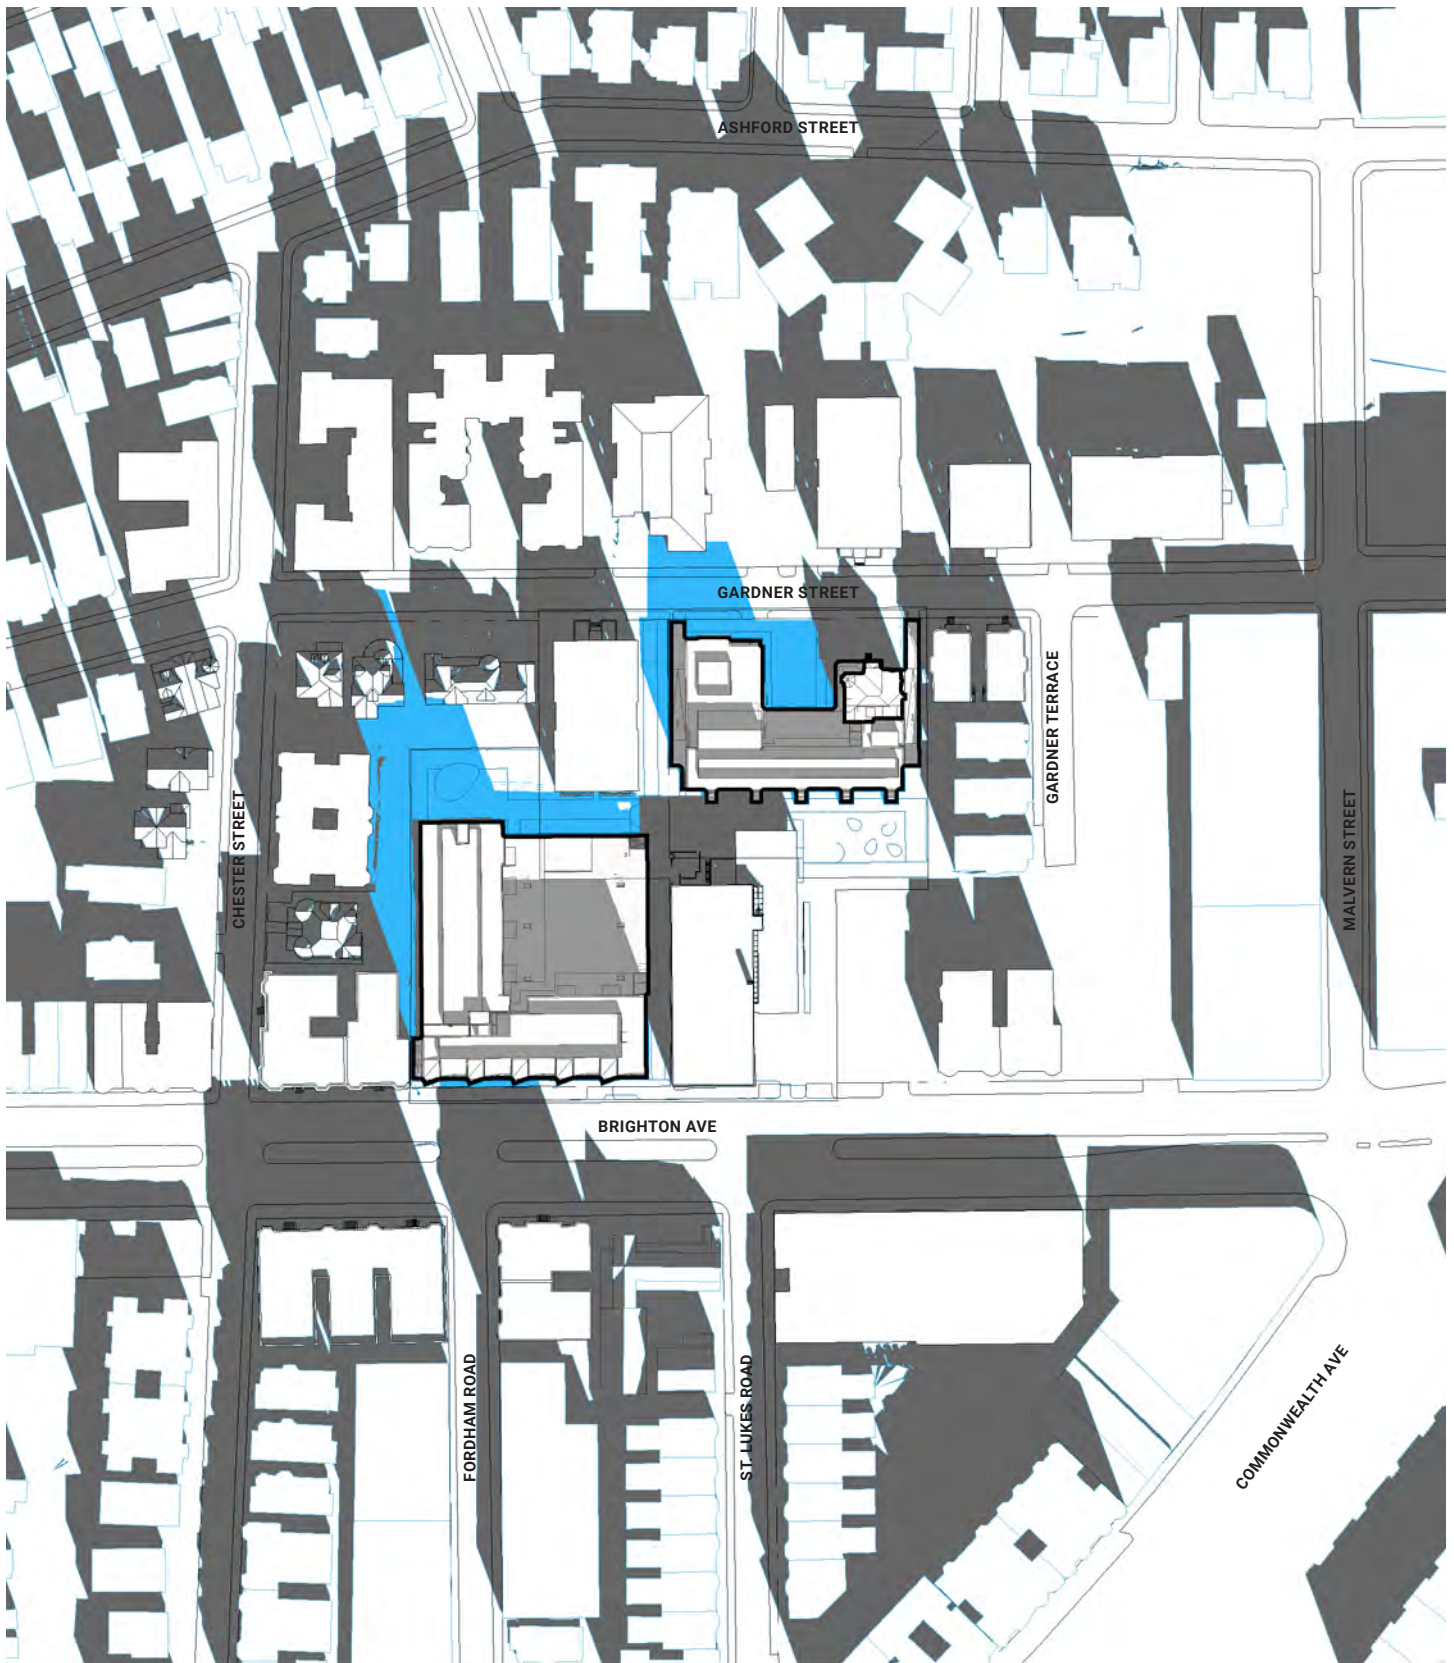 ASHFORD STREET
GARDNER STREET
GARDNER TERRACE
CHESTER STREET
MALVERN STREET
BRIGHTON AVE
FORDHAM ROAD
ST. LUKES ROAD
COMMONWEALTH AVE